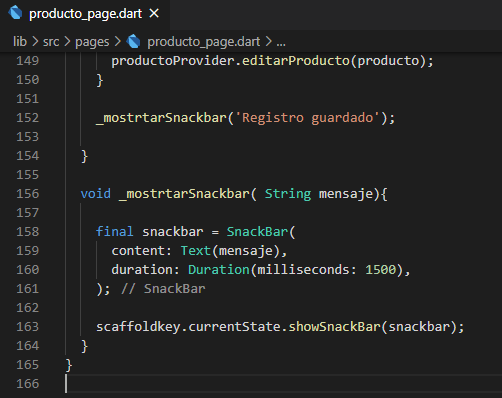 producto_page.dart ×
lib > src > pages > producto_page.dart > ...
149 productoProvider.editarProducto(producto);
150 }
151
152 _mostrtarSnackbar('Registro guardado');
153
154 }
155
156 void _mostrtarSnackbar( String mensaje){
157
158 final snackbar = SnackBar(
159 content: Text(mensaje),
160 duration: Duration(milliseconds: 1500),
161 ); // SnackBar
162
163 scaffoldkey.currentState.showSnackBar(snackbar);
164 }
165 }
166